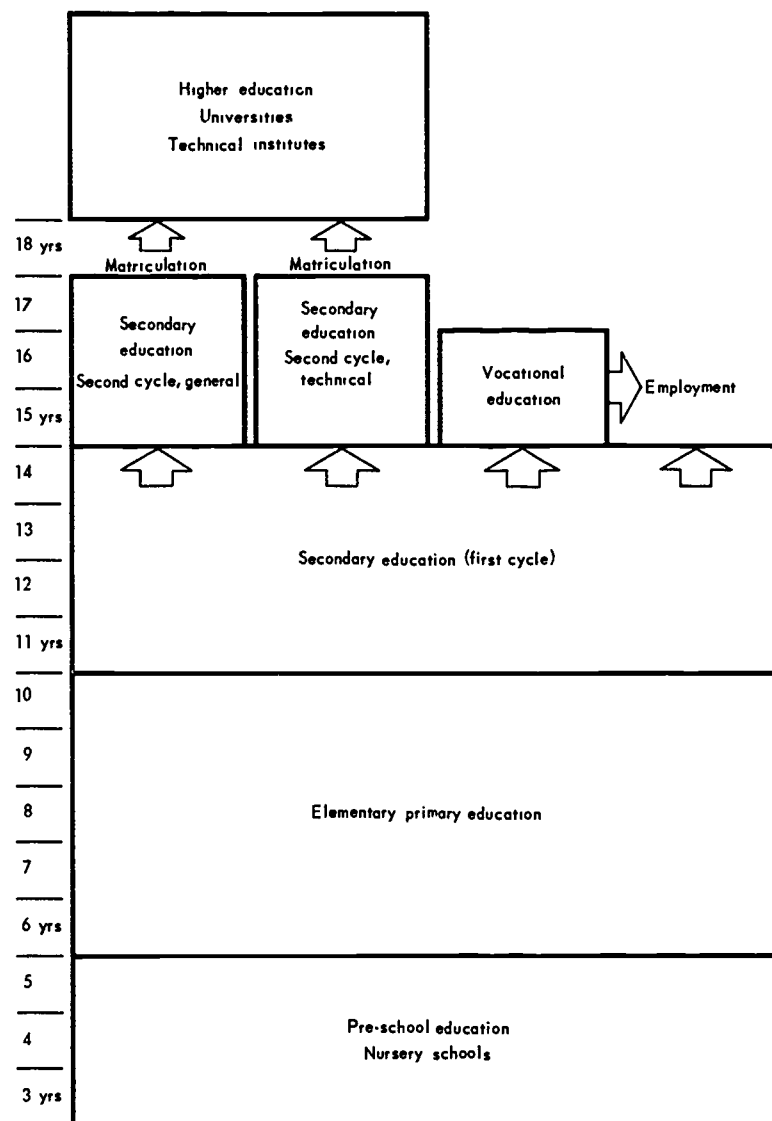 Higher education
Universities
Technical institutes
18 yrs
Matriculation
Matriculation
17
Secondary
education
Second cycle, general
Secondary
education
Second cycle,
technical
16
Vocational
education
Employment
15 yrs
14
13
Secondary education (first cycle)
12
11 yrs
10
9
8
Elementary primary education
7
6 yrs
5
Pre-school education
Nursery schools
4
3 yrs